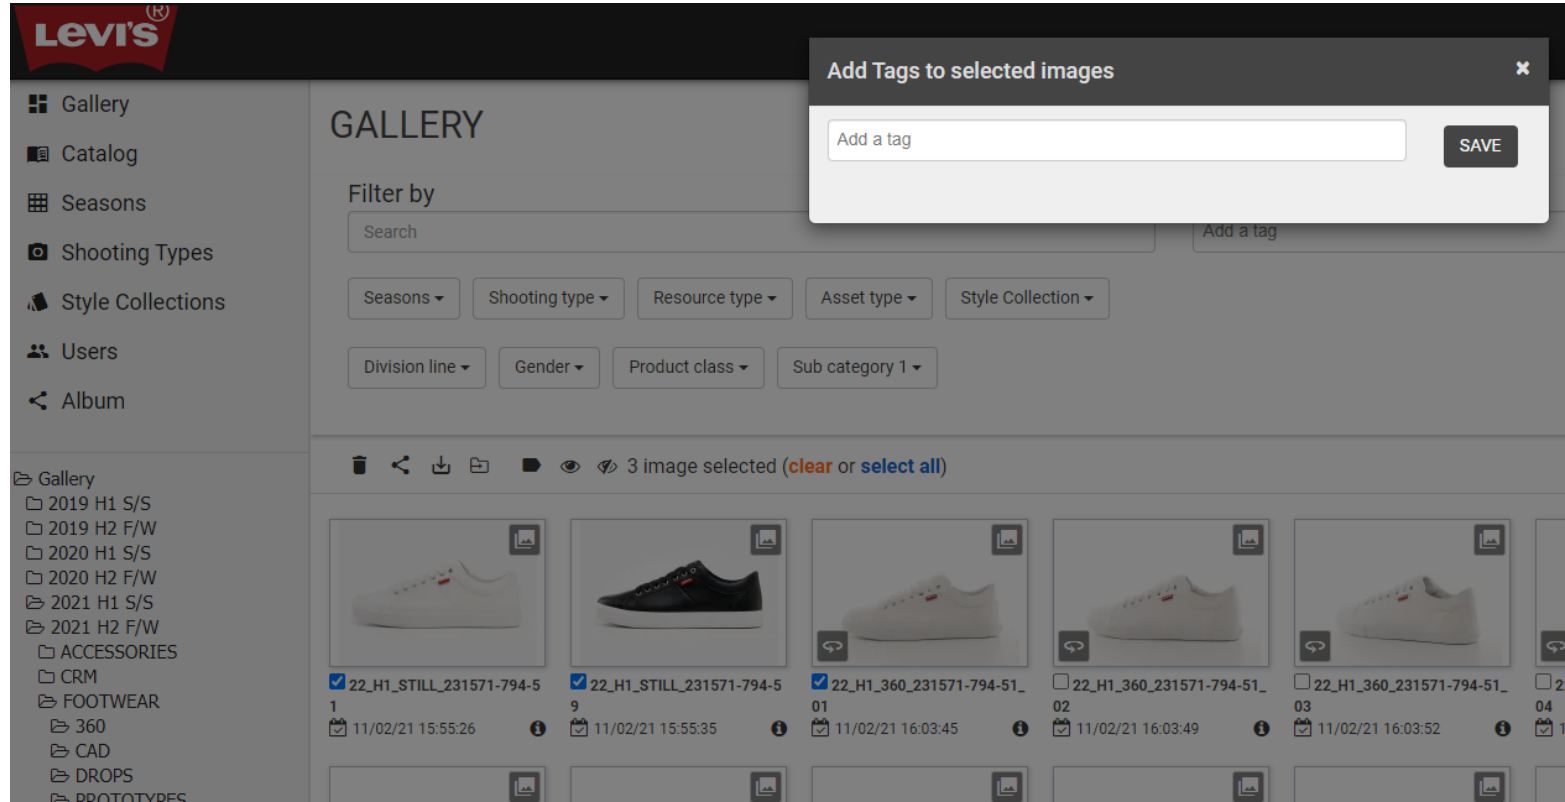 LEVI'S
®
Add Tags to selected images
Add a tag
SAVE
Gallery
Catalog
Seasons
Shooting Types
Style Collections
Users
Album
GALLERY
Filter by
Search
Add a tag
Seasons
Shooting type
Resource type
Asset type
Style Collection
Division line
Gender
Product class
Sub category 1
3 image selected (clear or select all)
Gallery
2019 H1 S/S
2019 H2 F/W
2020 H1 S/S
2020 H2 F/W
2021 H1 S/S
2021 H2 F/W
ACCESSORIES
CRM
FOOTWEAR
360
CAD
DROPS
PROTOTYPES
22_H1_STILL_231571-794-5
1
11/02/21 15:55:26
22_H1_STILL_231571-794-5
9
11/02/21 15:55:35
22_H1_360_231571-794-51_
01
11/02/21 16:03:45
22_H1_360_231571-794-51_
02
11/02/21 16:03:49
22_H1_360_231571-794-51_
03
11/02/21 16:03:52
04